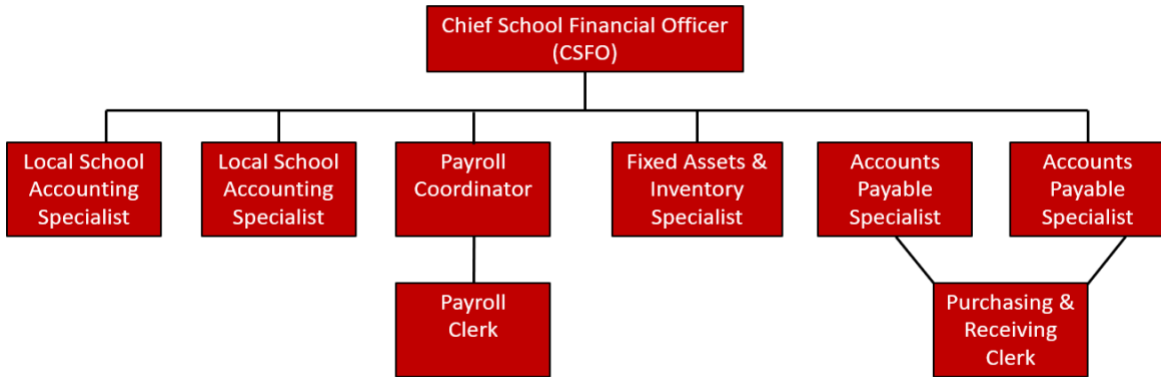 Chief School Financial Officer
(CSFO)
Local School
Accounting
Specialist
Local School
Accounting
Specialist
Payroll
Coordinator
Fixed Assets &
Inventory
Specialist
Accounts
Payable
Specialist
Accounts
Payable
Specialist
Payroll
Clerk
Purchasing &
Receiving
Clerk